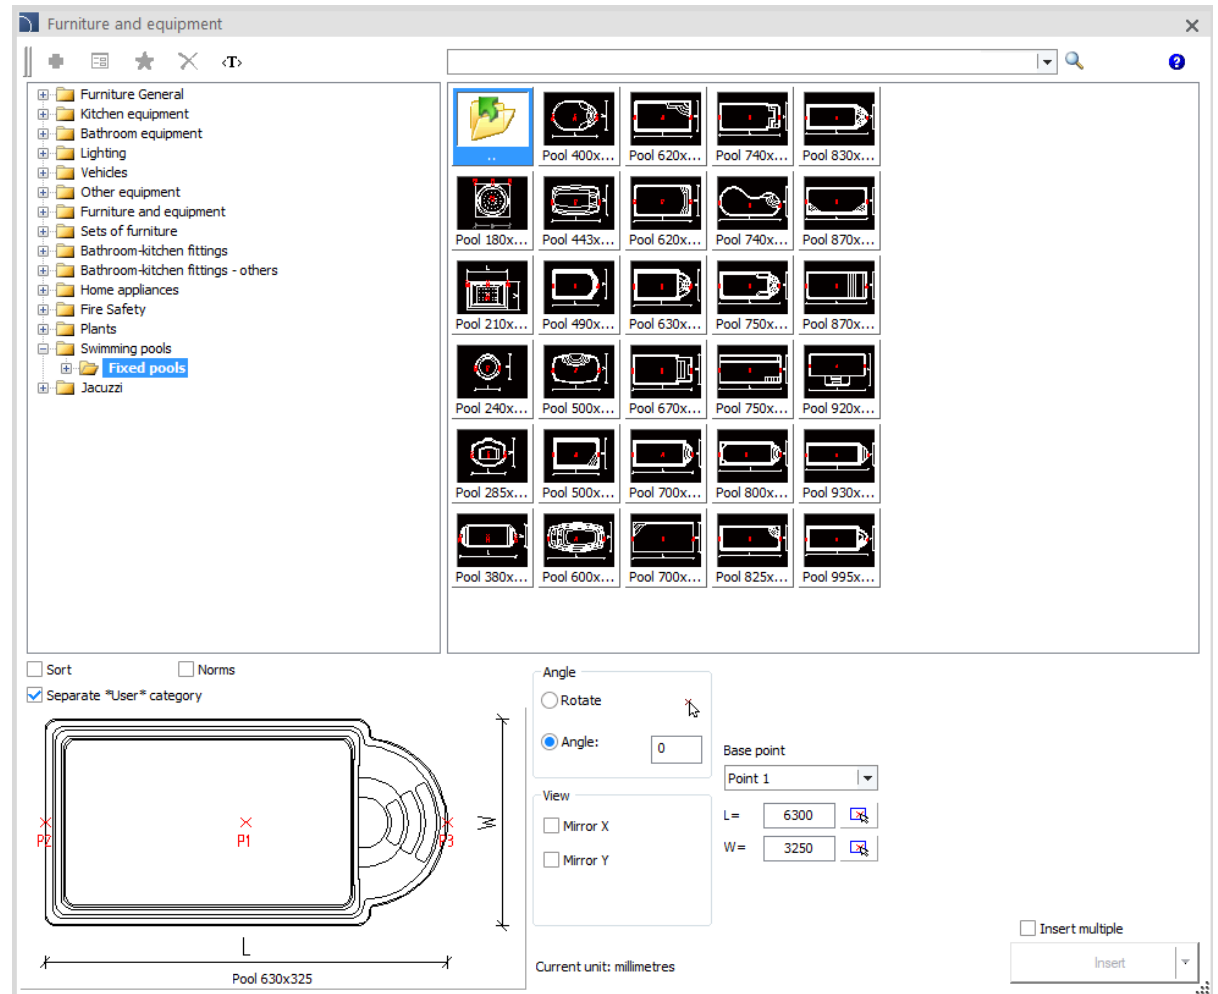 Furniture and equipment
‹T›
Furniture General
Kitchen equipment
Bathroom equipment
Lighting
Vehicles
Other equipment
Furniture and equipment
Sets of furniture
Bathroom-kitchen fittings
Bathroom-kitchen fittings - others
Home appliances
Fire Safety
Plants
Swimming pools
Fixed pools
Jacuzzi
.. Pool 400x... Pool 620x... Pool 740x... Pool 830x...
Pool 180x... Pool 443x... Pool 620x... Pool 740x... Pool 870x...
Pool 210x... Pool 490x... Pool 630x... Pool 750x... Pool 870x...
Pool 240x... Pool 500x... Pool 670x... Pool 750x... Pool 920x...
Pool 285x... Pool 500x... Pool 700x... Pool 800x... Pool 930x...
Pool 380x... Pool 600x... Pool 700x... Pool 825x... Pool 995x...
Sort Norms
Separate *User* category
P2 P1 P3
W
L
Pool 630x325
Angle
Rotate
Angle: 0
View
Mirror X
Mirror Y
Base point
Point 1
L= 6300
W= 3250
Current unit: millimetres
Insert multiple
Insert